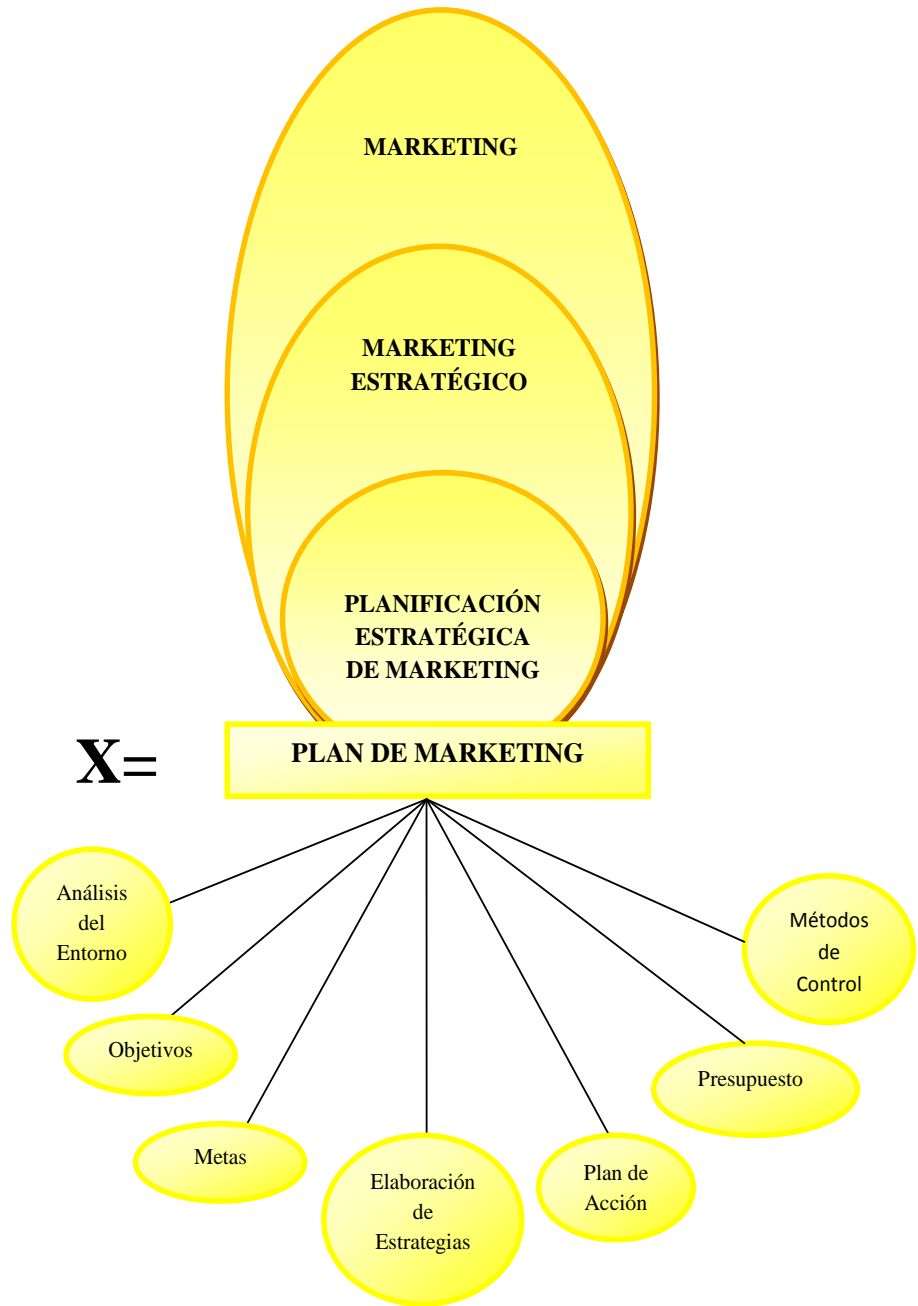 MARKETING
MARKETING
ESTRATÉGICO
PLANIFICACIÓN
ESTRATÉGICA
DE MARKETING
X=
PLAN DE MARKETING
Análisis
del
Entorno
Objetivos
Metas
Elaboración
de
Estrategias
Plan de
Acción
Presupuesto
Métodos
de
Control